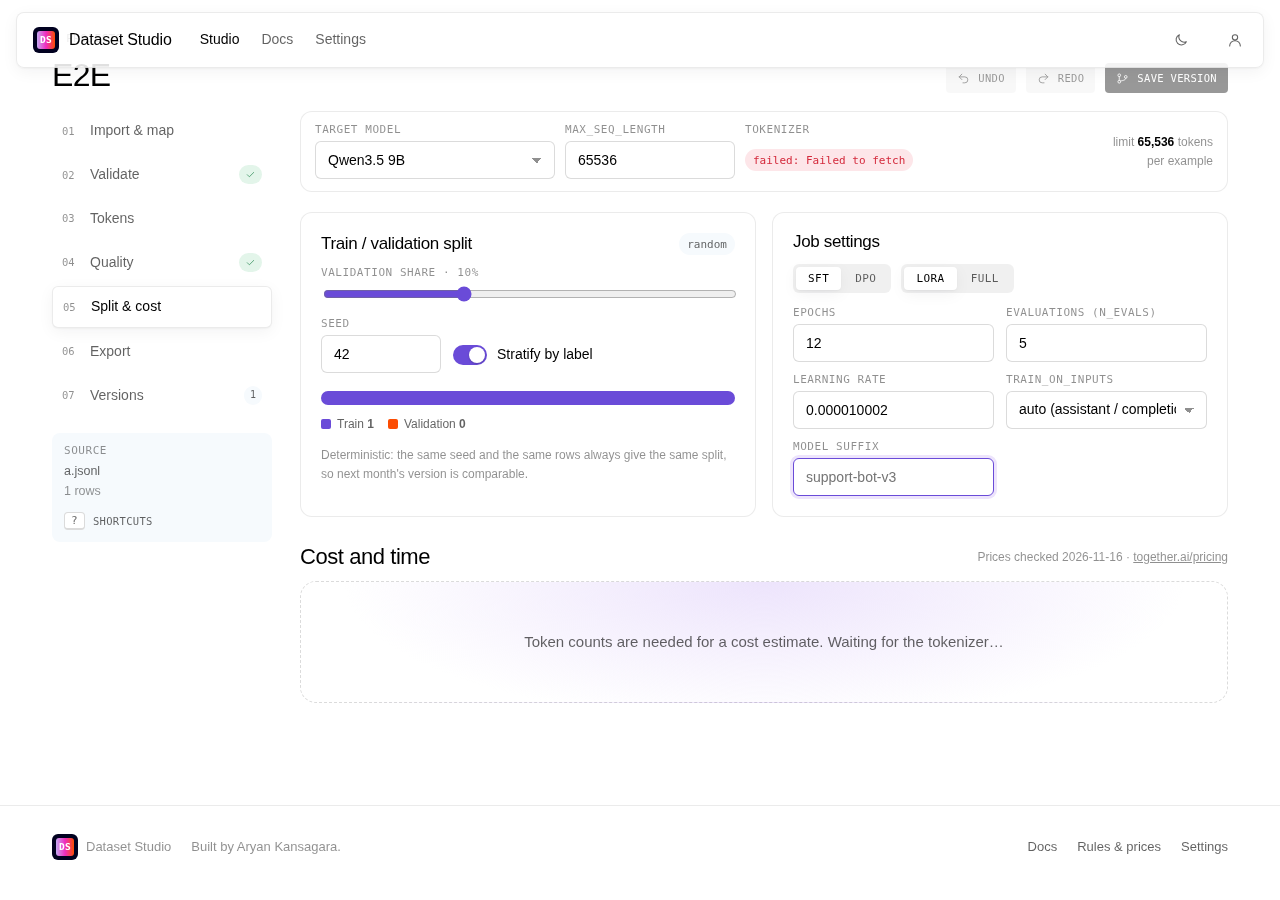 DS Dataset Studio Studio Docs Settings
E2E
UNDO REDO SAVE VERSION
01 Import & map
02 Validate
03 Tokens
04 Quality
05 Split & cost
06 Export
07 Versions 1
SOURCE
a.jsonl
1 rows
? SHORTCUTS
TARGET MODEL
Qwen3.5 9B
MAX_SEQ_LENGTH
65536
TOKENIZER
failed: Failed to fetch
limit 65,536 tokens
per example
Train / validation split random
VALIDATION SHARE · 10%
SEED
42 Stratify by label
Train 1 Validation 0
Deterministic: the same seed and the same rows always give the same split,
so next month's version is comparable.
Job settings
SFT DPO LORA FULL
EPOCHS
12
EVALUATIONS (N_EVALS)
5
LEARNING RATE
0.000010002
TRAIN_ON_INPUTS
auto (assistant / completic
MODEL SUFFIX
support-bot-v3
Cost and time
Prices checked 2026-11-16 · together.ai/pricing
Token counts are needed for a cost estimate. Waiting for the tokenizer…
DS Dataset Studio Built by Aryan Kansagara.
Docs Rules & prices Settings